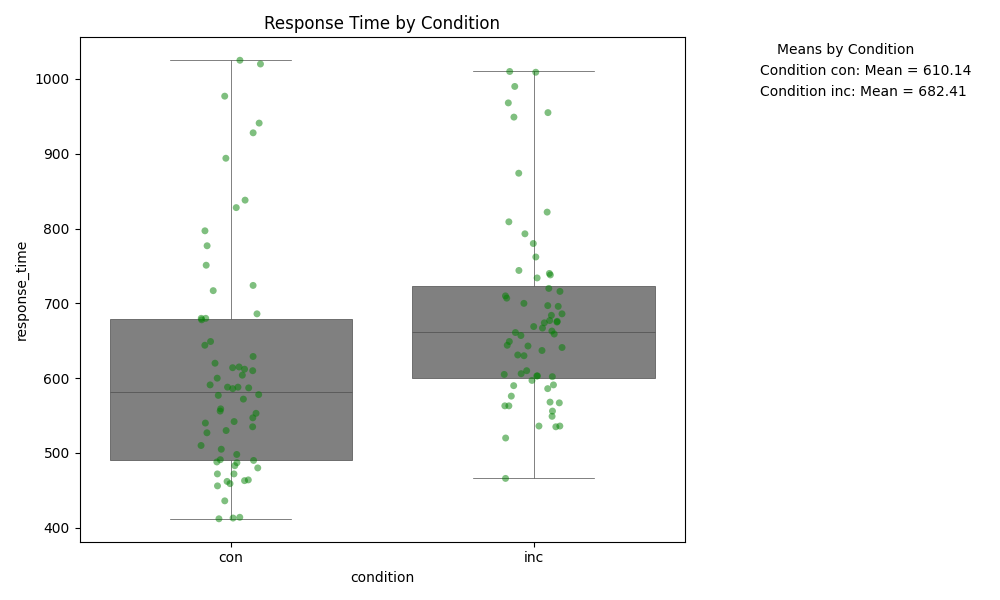 Response Time by Condition
Means by Condition
Condition con: Mean = 610.14
Condition inc: Mean = 682.41
response_time
1000
900
800
700
600
500
400
con inc
condition